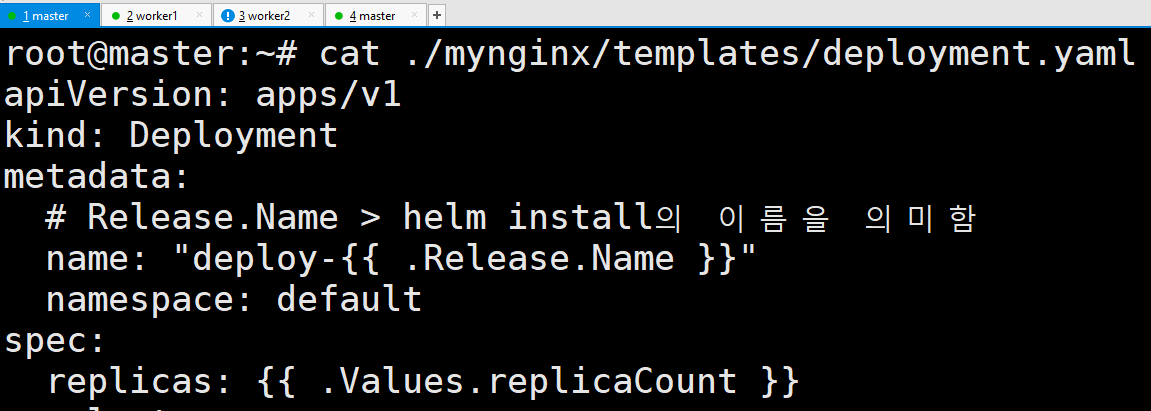 1 master × 2 worker1 × 3 worker2 × 4 master × +
root@master:~# cat ./mynginx/templates/deployment.yaml
apiVersion: apps/v1
kind: Deployment
metadata:
  # Release.Name > helm install의 이름을 의미함
  name: "deploy-{{ .Release.Name }}"
  namespace: default
spec:
  replicas: {{ .Values.replicaCount }}